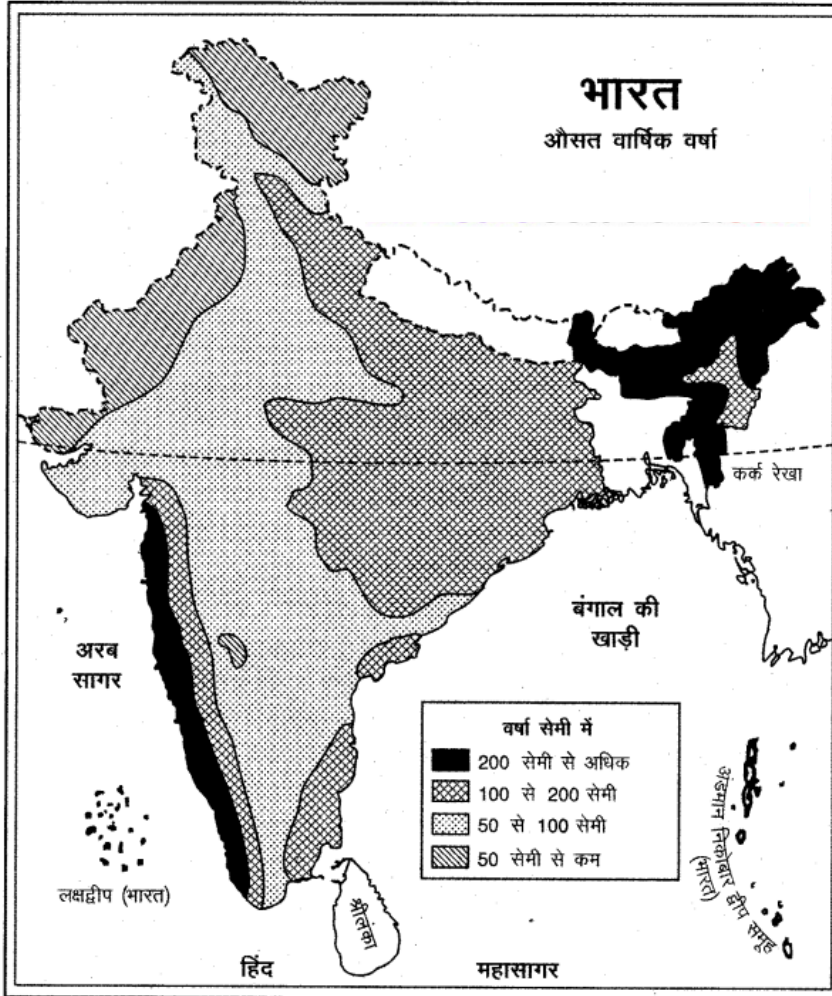 भारत
औसत वार्षिक वर्षा
कर्क रेखा
बंगाल की
खाड़ी
अरब
सागर
वर्षा सेमी में
200 सेमी से अधिक
100 से 200 सेमी
50 से 100 सेमी
50 सेमी से कम
लक्षद्वीप (भारत)
श्रीलंका
अंडमान निकोबार द्वीप समूह
(भारत)
हिंद महासागर